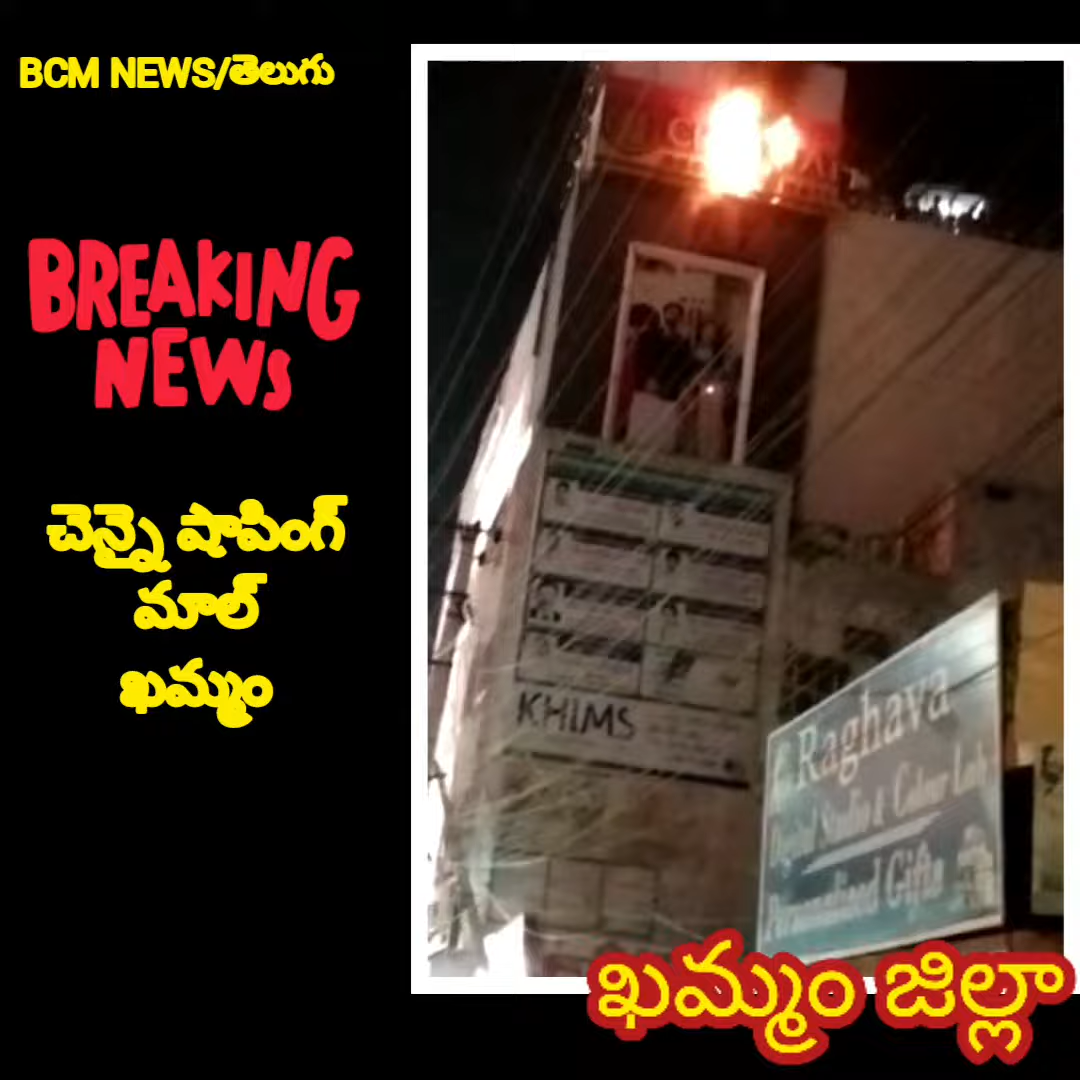 BCM NEWS/తెలుగు
BREAKING
NEWS
చెన్నై షాపింగ్
మాల్
ఖమ్మం
KHIMS
Raghava
Digital Studio & Colour Lab
Personalised Gifts
ఖమ్మం జిల్లా